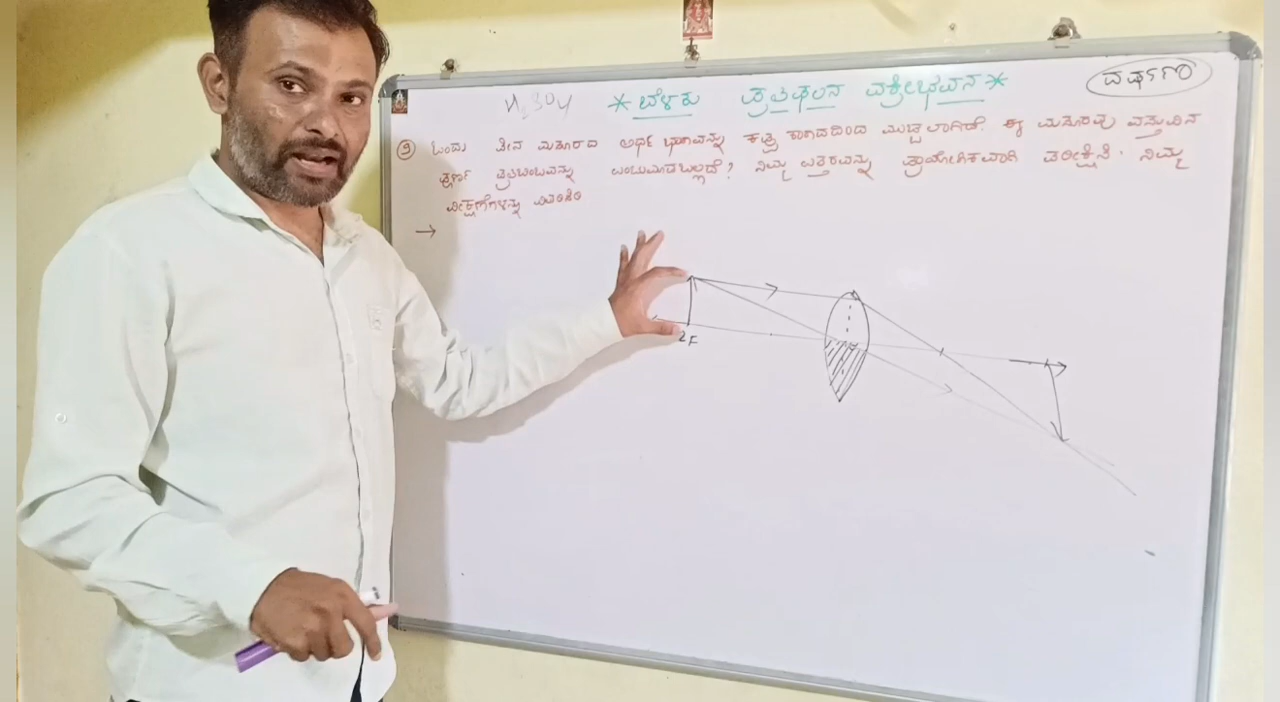 * ಬೆಳಕು ಪ್ರತಿಫಲನ ವಕ್ರೀಭವನ *
೨ ಒಂದು ಪೀನ ಮಸೂರದ ಅರ್ಧ ಭಾಗವನ್ನು ಕಪ್ಪು ಕಾಗದದಿಂದ ಮುಚ್ಚಲಾಗಿದೆ. ಈ ಮಸೂರವು ವಸ್ತುವಿನ
ಪೂರ್ಣ ಪ್ರತಿಬಿಂಬವನ್ನು ಉಂಟುಮಾಡಬಲ್ಲದೆ? ನಿಮ್ಮ ಉತ್ತರವನ್ನು ಪ್ರಾಯೋಗಿಕವಾಗಿ ಪರೀಕ್ಷಿಸಿ. ನಿಮ್ಮ
ವೀಕ್ಷಣೆಗಳನ್ನು ವಿವರಿಸಿ
→
2F